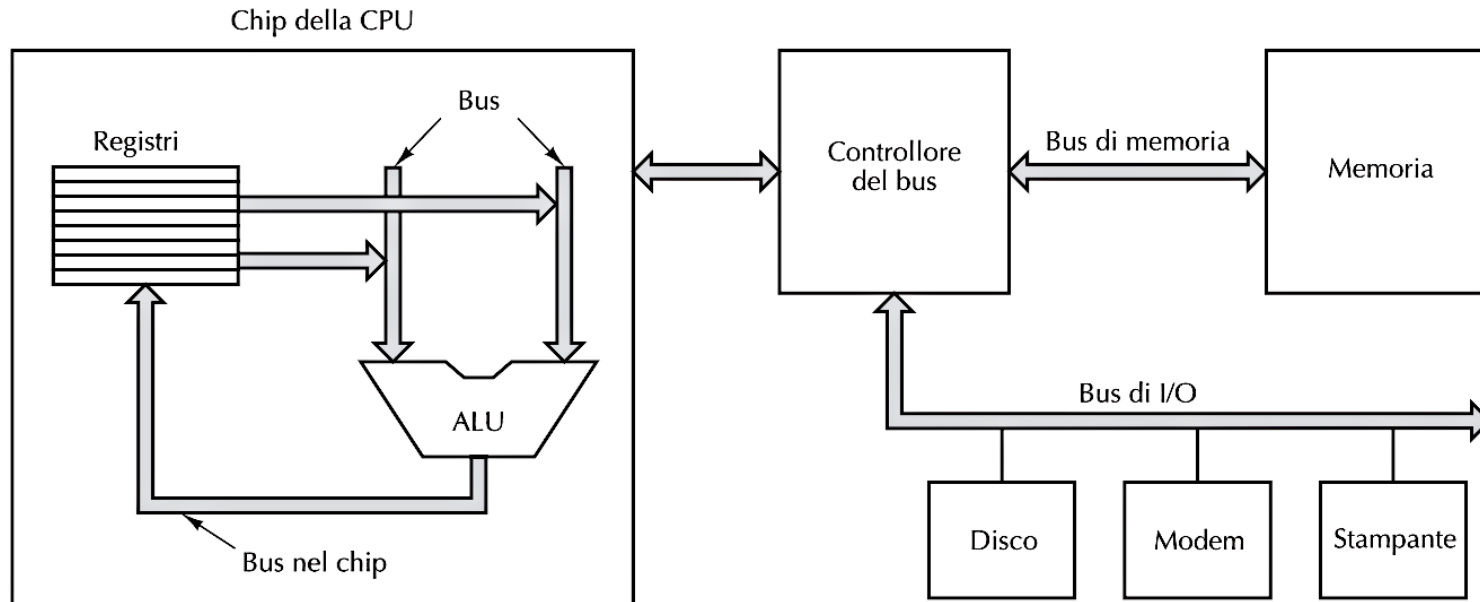 Chip della CPU
Bus
Registri
ALU
Bus nel chip
Controllore
del bus
Bus di memoria
Memoria
Bus di I/O
Disco
Modem
Stampante